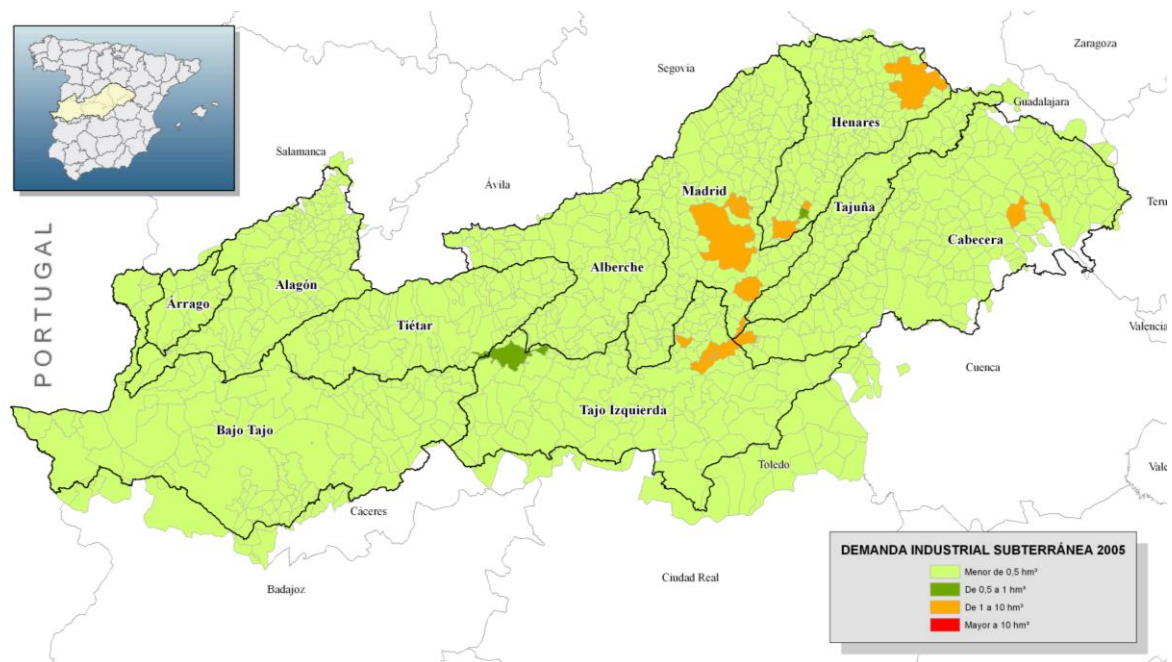 Zaragoza
Segovia
Guadalajara
Henares
Salamanca
Ávila
Madrid
Tajuña
Teru
Cabecera
PORTUGAL
Alberche
Alagón
Árrago
Tiétar
Valencia
Cuenca
Tajo Izquierda
Bajo Tajo
Toledo
Vale
Cáceres
DEMANDA INDUSTRIAL SUBTERRÁNEA 2005
Menor de 0,5 hm³
De 0,5 a 1 hm³
De 1 a 10 hm³
Mayor a 10 hm³
Ciudad Real
Badajoz